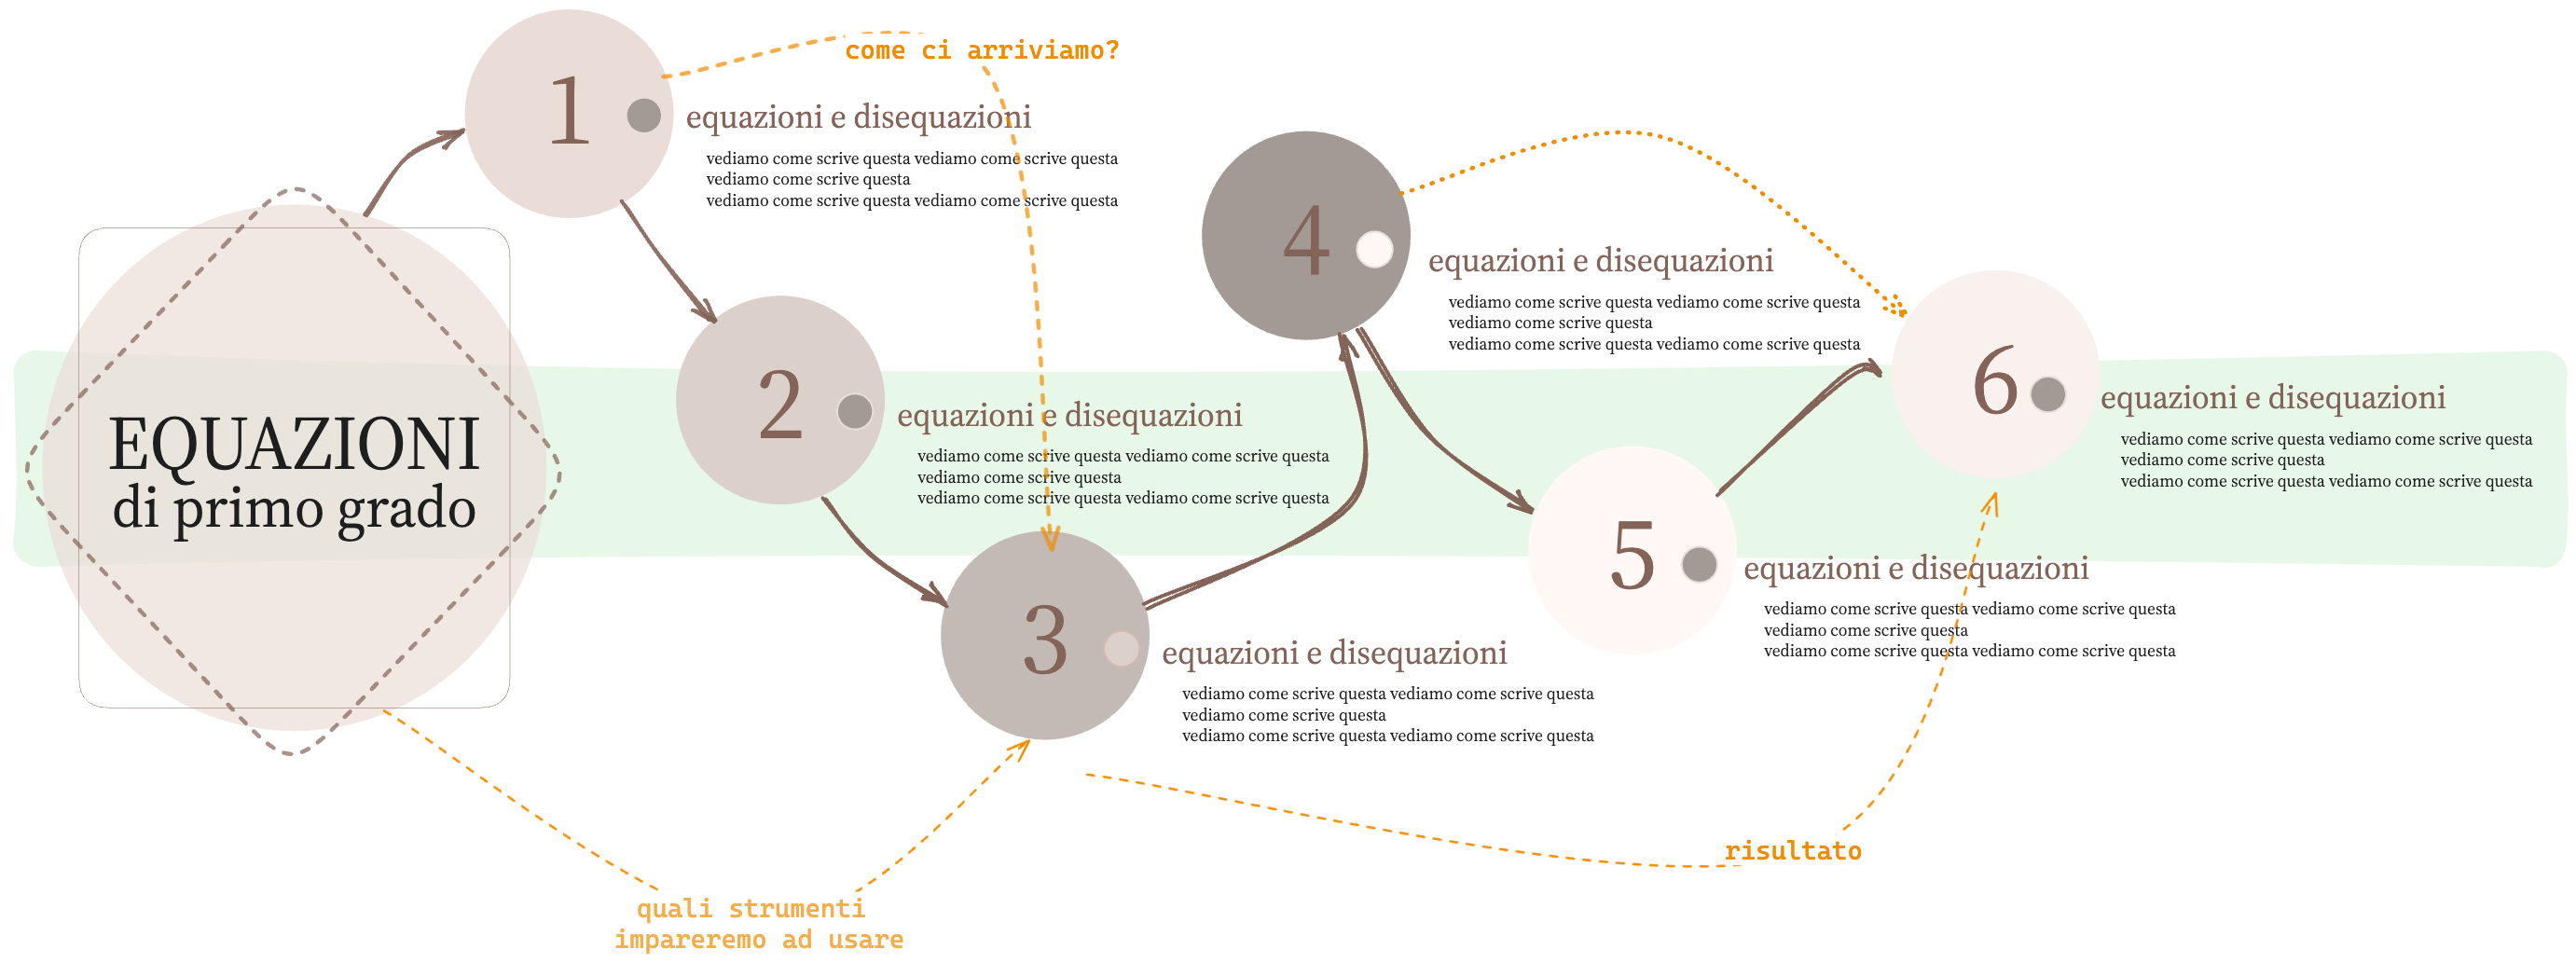 EQUAZIONI
di primo grado
1
come ci arriviamo?
equazioni e disequazioni
vediamo come scrive questa vediamo come scrive questa
vediamo come scrive questa
vediamo come scrive questa vediamo come scrive questa
2
equazioni e disequazioni
vediamo come scrive questa vediamo come scrive questa
vediamo come scrive questa
vediamo come scrive questa vediamo come scrive questa
3
equazioni e disequazioni
vediamo come scrive questa vediamo come scrive questa
vediamo come scrive questa
vediamo come scrive questa vediamo come scrive questa
4
equazioni e disequazioni
vediamo come scrive questa vediamo come scrive questa
vediamo come scrive questa
vediamo come scrive questa vediamo come scrive questa
5
equazioni e disequazioni
vediamo come scrive questa vediamo come scrive questa
vediamo come scrive questa
vediamo come scrive questa vediamo come scrive questa
6
equazioni e disequazioni
vediamo come scrive questa vediamo come scrive questa
vediamo come scrive questa
vediamo come scrive questa vediamo come scrive questa
risultato
quali strumenti
impareremo ad usare